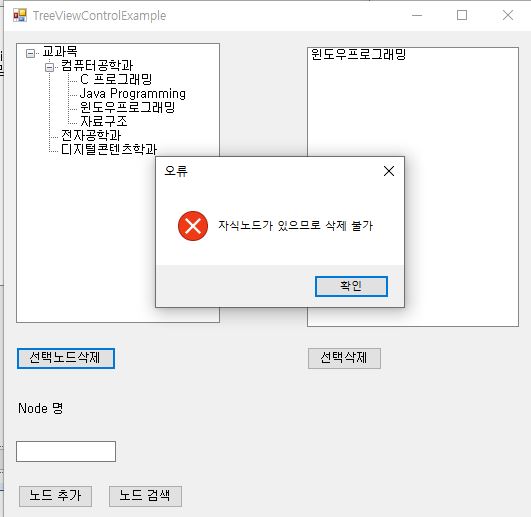 TreeViewControlExample
교과목
컴퓨터공학과
C 프로그래밍
Java Programming
윈도우프로그래밍
자료구조
전자공학과
디지털콘텐츠학과
윈도우프로그래밍
오류
자식노드가 있으므로 삭제 불가
확인
선택노드삭제
선택삭제
Node 명
노드 추가
노드 검색